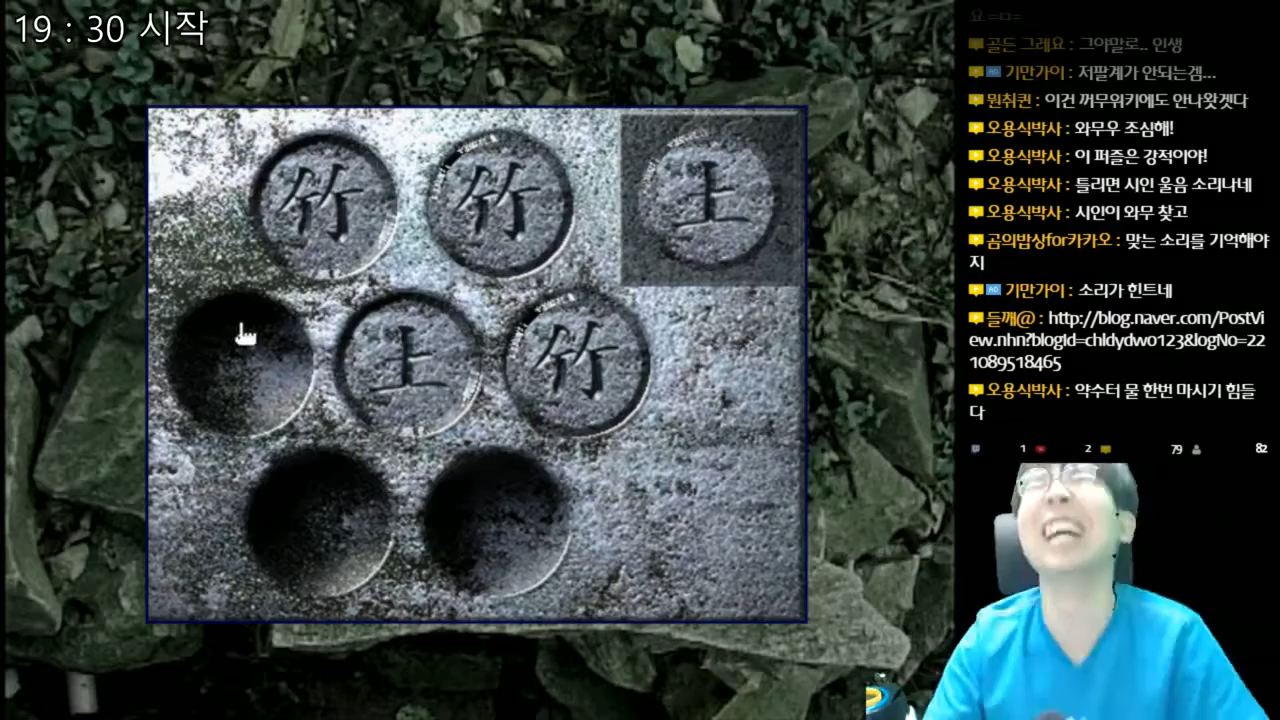 19 : 30 시작
竹 竹 土
土 竹
골든 그레요 : 그야말로.. 인생
기만가이 : 저팔계가 안되는겜...
뭔취퀸 : 이건 꺼무위키에도 안나왓겟다
오용식박사 : 와무우 조심해!
오용식박사 : 이 퍼즐은 강적이야!
오용식박사 : 틀리면 시인 울음 소리나네
오용식박사 : 시인이 와무 찾고
곰의밥상for카카오 : 맞는 소리를 기억해야
지
기만가이 : 소리가 힌트네
들깨@ : http://blog.naver.com/PostVi
ew.nhn?blogId=chldydwo123&logNo=22
1089518465
오용식박사 : 약수터 물 한번 마시기 힘들
다
1 2 79 82